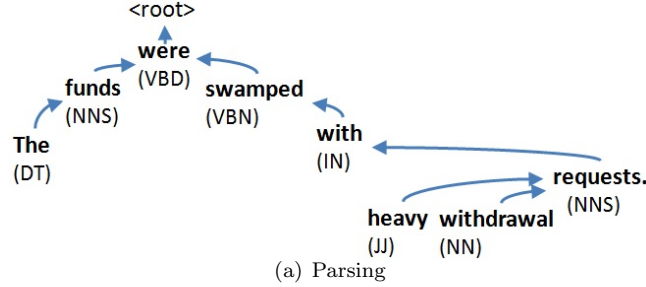 <root>
were
(VBD)
funds
(NNS)
swamped
(VBN)
The
(DT)
with
(IN)
requests.
(NNS)
heavy
(JJ)
withdrawal
(NN)
(a) Parsing